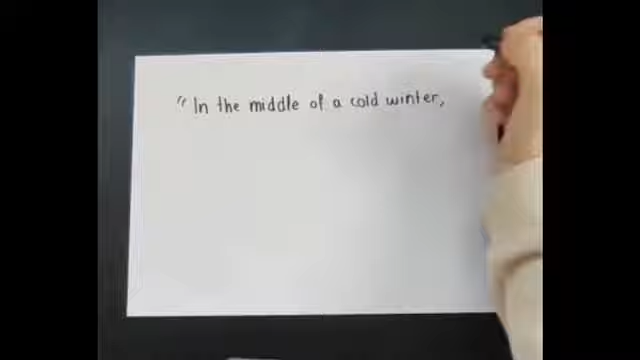 “In the middle of a cold winter,